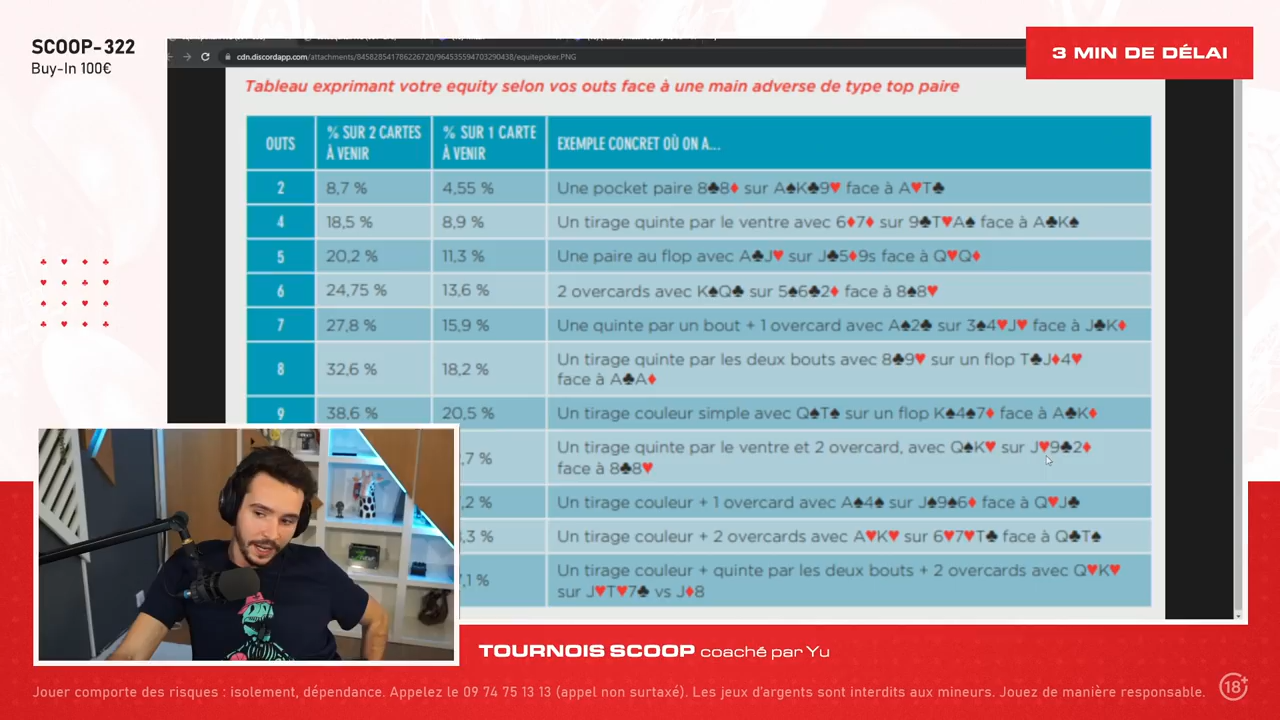 SCOOP-322
Buy-In 100€
cdn.discordapp.com/attachments/845828541786226720/964535594703290438/equitepoker.PNG
3 MIN DE DÉLAI
Tableau exprimant votre equity selon vos outs face à une main adverse de type top paire
OUTS
% SUR 2 CARTES
À VENIR
% SUR 1 CARTE
À VENIR
EXEMPLE CONCRET OÙ ON A...
2 8,7 % 4,55 % Une pocket paire 8♣8♦ sur A♠K♣9♥ face à A♥T♣
4 18,5 % 8,9 % Un tirage quinte par le ventre avec 6♦7♦ sur 9♣T♥A♠ face à A♣K♠
5 20,2 % 11,3 % Une paire au flop avec A♣J♥ sur J♣5♦9s face à Q♥Q♦
6 24,75 % 13,6 % 2 overcards avec K♠Q♣ sur 5♠6♣2♦ face à 8♠8♥
7 27,8 % 15,9 % Une quinte par un bout + 1 overcard avec A♠2♣ sur 3♠4♥J♥ face à J♣K♦
8 32,6 % 18,2 % Un tirage quinte par les deux bouts avec 8♣9♥ sur un flop T♣J♦4♥
face à A♣A♦
9 38,6 % 20,5 % Un tirage couleur simple avec Q♠T♠ sur un flop K♠4♠7♦ face à A♣K♦
,7 % Un tirage quinte par le ventre et 2 overcard, avec Q♠K♥ sur J♥9♣2♦
face à 8♣8♥
,2 % Un tirage couleur + 1 overcard avec A♠4♠ sur J♠9♠6♦ face à Q♥J♣
,3 % Un tirage couleur + 2 overcards avec A♥K♥ sur 6♥7♥T♣ face à Q♣T♠
,1 % Un tirage couleur + quinte par les deux bouts + 2 overcards avec Q♥K♥
sur J♥T♥7♣ vs J♦8
TOURNOIS SCOOP coaché par Yu
Jouer comporte des risques : isolement, dépendance. Appelez le 09 74 75 13 13 (appel non surtaxé). Les jeux d'argents sont interdits aux mineurs. Jouez de manière responsable.
18+